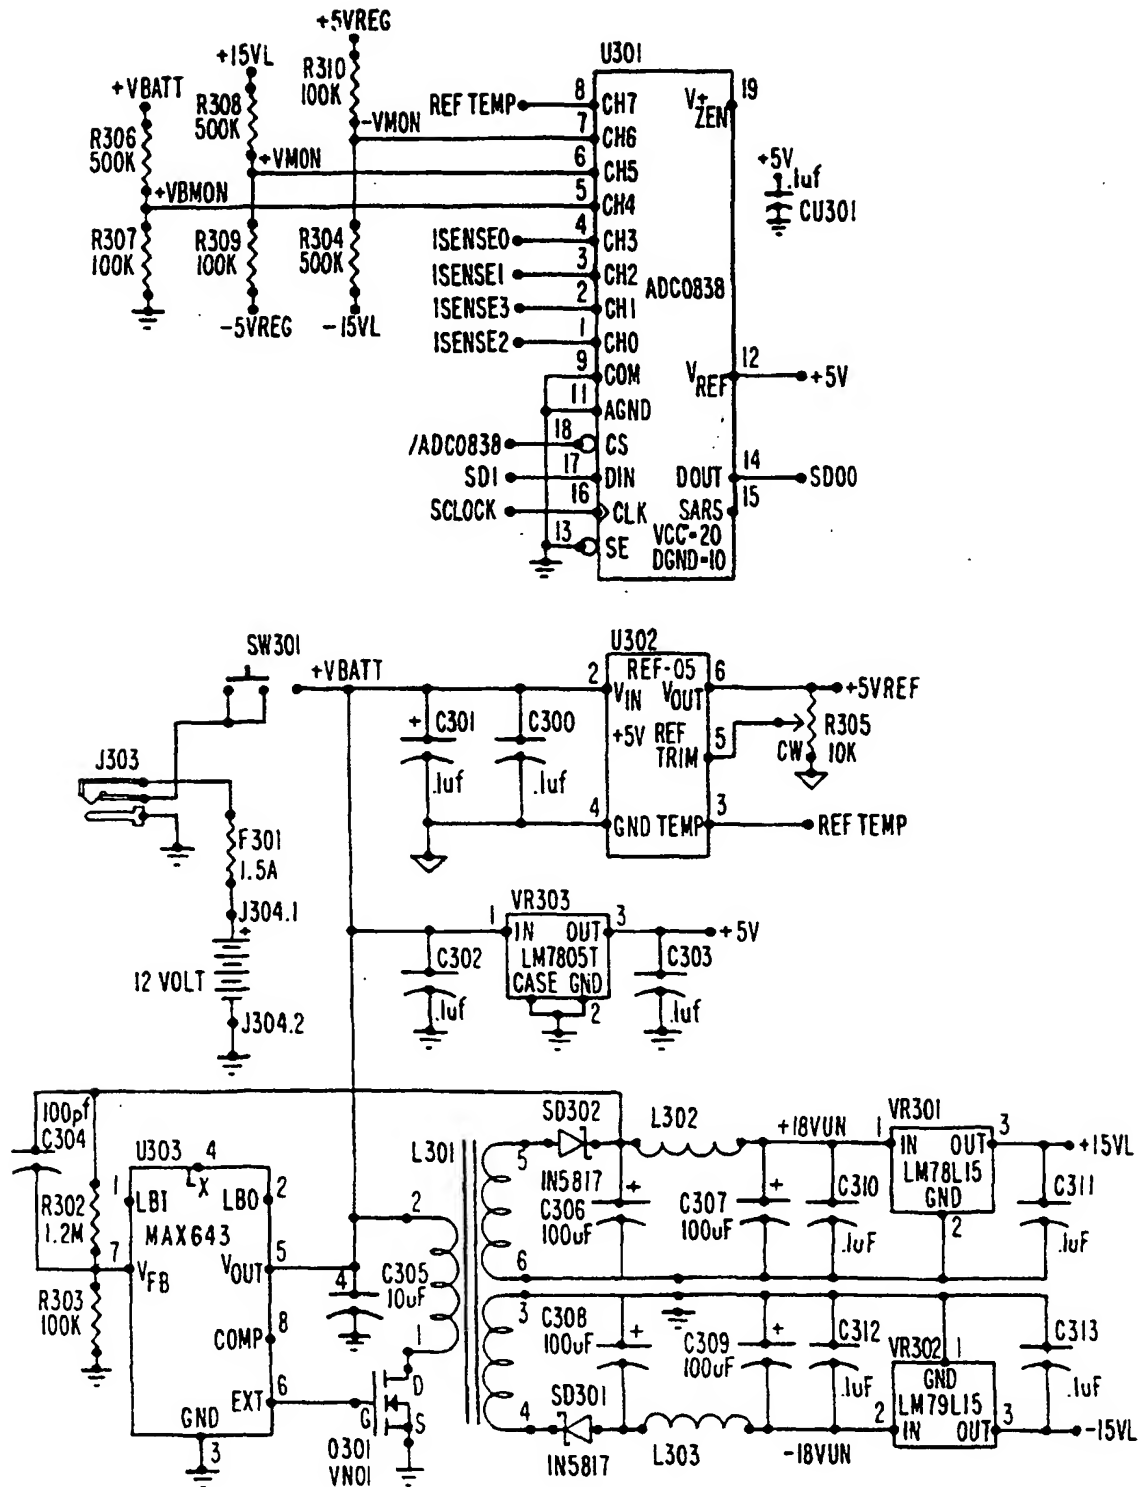 +5VREG
+15VL
+VBATT
R310
100K
R308
500K
R306
500K
-VMON
+VMON
+VBMON
R307
100K
R309
100K
R304
500K
-5VREG
-15VL
U301
REF TEMP
8
CH7
7
CH6
6
CH5
5
CH4
ISENSE0
4
CH3
ISENSE1
3
CH2
ISENSE3
2
CH1
ISENSE2
1
CH0
9
COM
11
AGND
/ADC0838
18
CS
SDI
17
DIN
SCLOCK
16
CLK
13
SE
V+
ZEN
19
ADC0838
VREF
12
+5V
DOUT
14
SDO0
SARS
15
VCC=20
DGND=10
+5V
.1uf
CU301
SW301
+VBATT
J303
F301
1.5A
J304.1
+
12 VOLT
J304.2
+
C301
.1uf
C300
.1uf
U302
REF-05
2
VIN
VOUT
6
+5VREF
+5V REF
TRIM
5
CW
R305
10K
4
GND
TEMP
3
REF TEMP
VR303
1
IN
OUT
3
+5V
LM7805T
CASE GND
2
C302
.1uf
C303
.1uf
100pf
C304
R302
1.2M
R303
100K
U303
4
X
1
LBI
LBO
2
MAX643
7
VFB
VOUT
5
COMP
8
EXT
6
GND
3
4
C305
10uF
L301
2
1
D
G
S
Q301
VN01
5
6
3
4
SD302
IN5817
L302
+18VUN
+
C306
100uF
+
C307
100uF
C310
.1uF
VR301
1
IN
OUT
3
LM78L15
GND
2
+15VL
C311
.1uF
C308
100uF
+
C309
100uF
+
C312
.1uF
VR302
1
GND
LM79L15
2
IN
OUT
3
-15VL
C313
.1uF
SD301
IN5817
L303
-18VUN